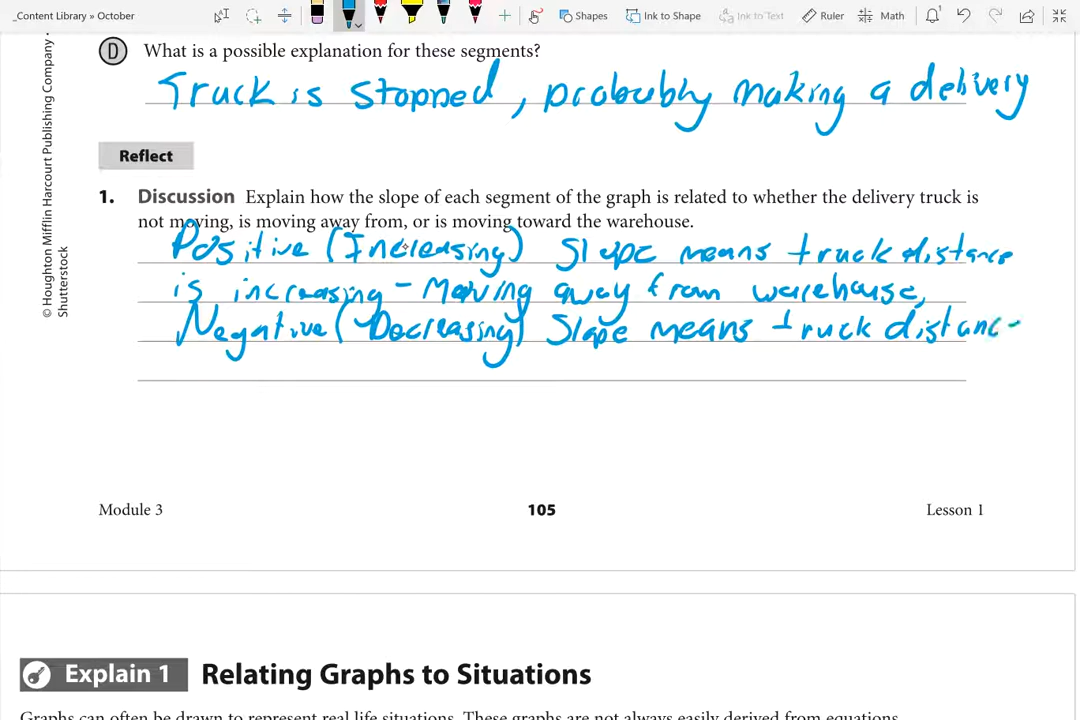 _Content Library » October
Shapes
Ink to Shape
Ink to Text
Ruler
Math
D What is a possible explanation for these segments?
Truck is stopped, probably making a delivery
Reflect
1. Discussion Explain how the slope of each segment of the graph is related to whether the delivery truck is
not moving, is moving away from, or is moving toward the warehouse.
Positive (Increasing) Slope means truck distance
is increasing - Moving away from warehouse,
Negative (Decreasing) Slope means truck distanc
© Houghton Mifflin Harcourt Publishing Company •
Shutterstock
Module 3
105
Lesson 1
Explain 1 Relating Graphs to Situations
Graphs can often be drawn to represent real life situations. These graphs are not always easily derived from equations.